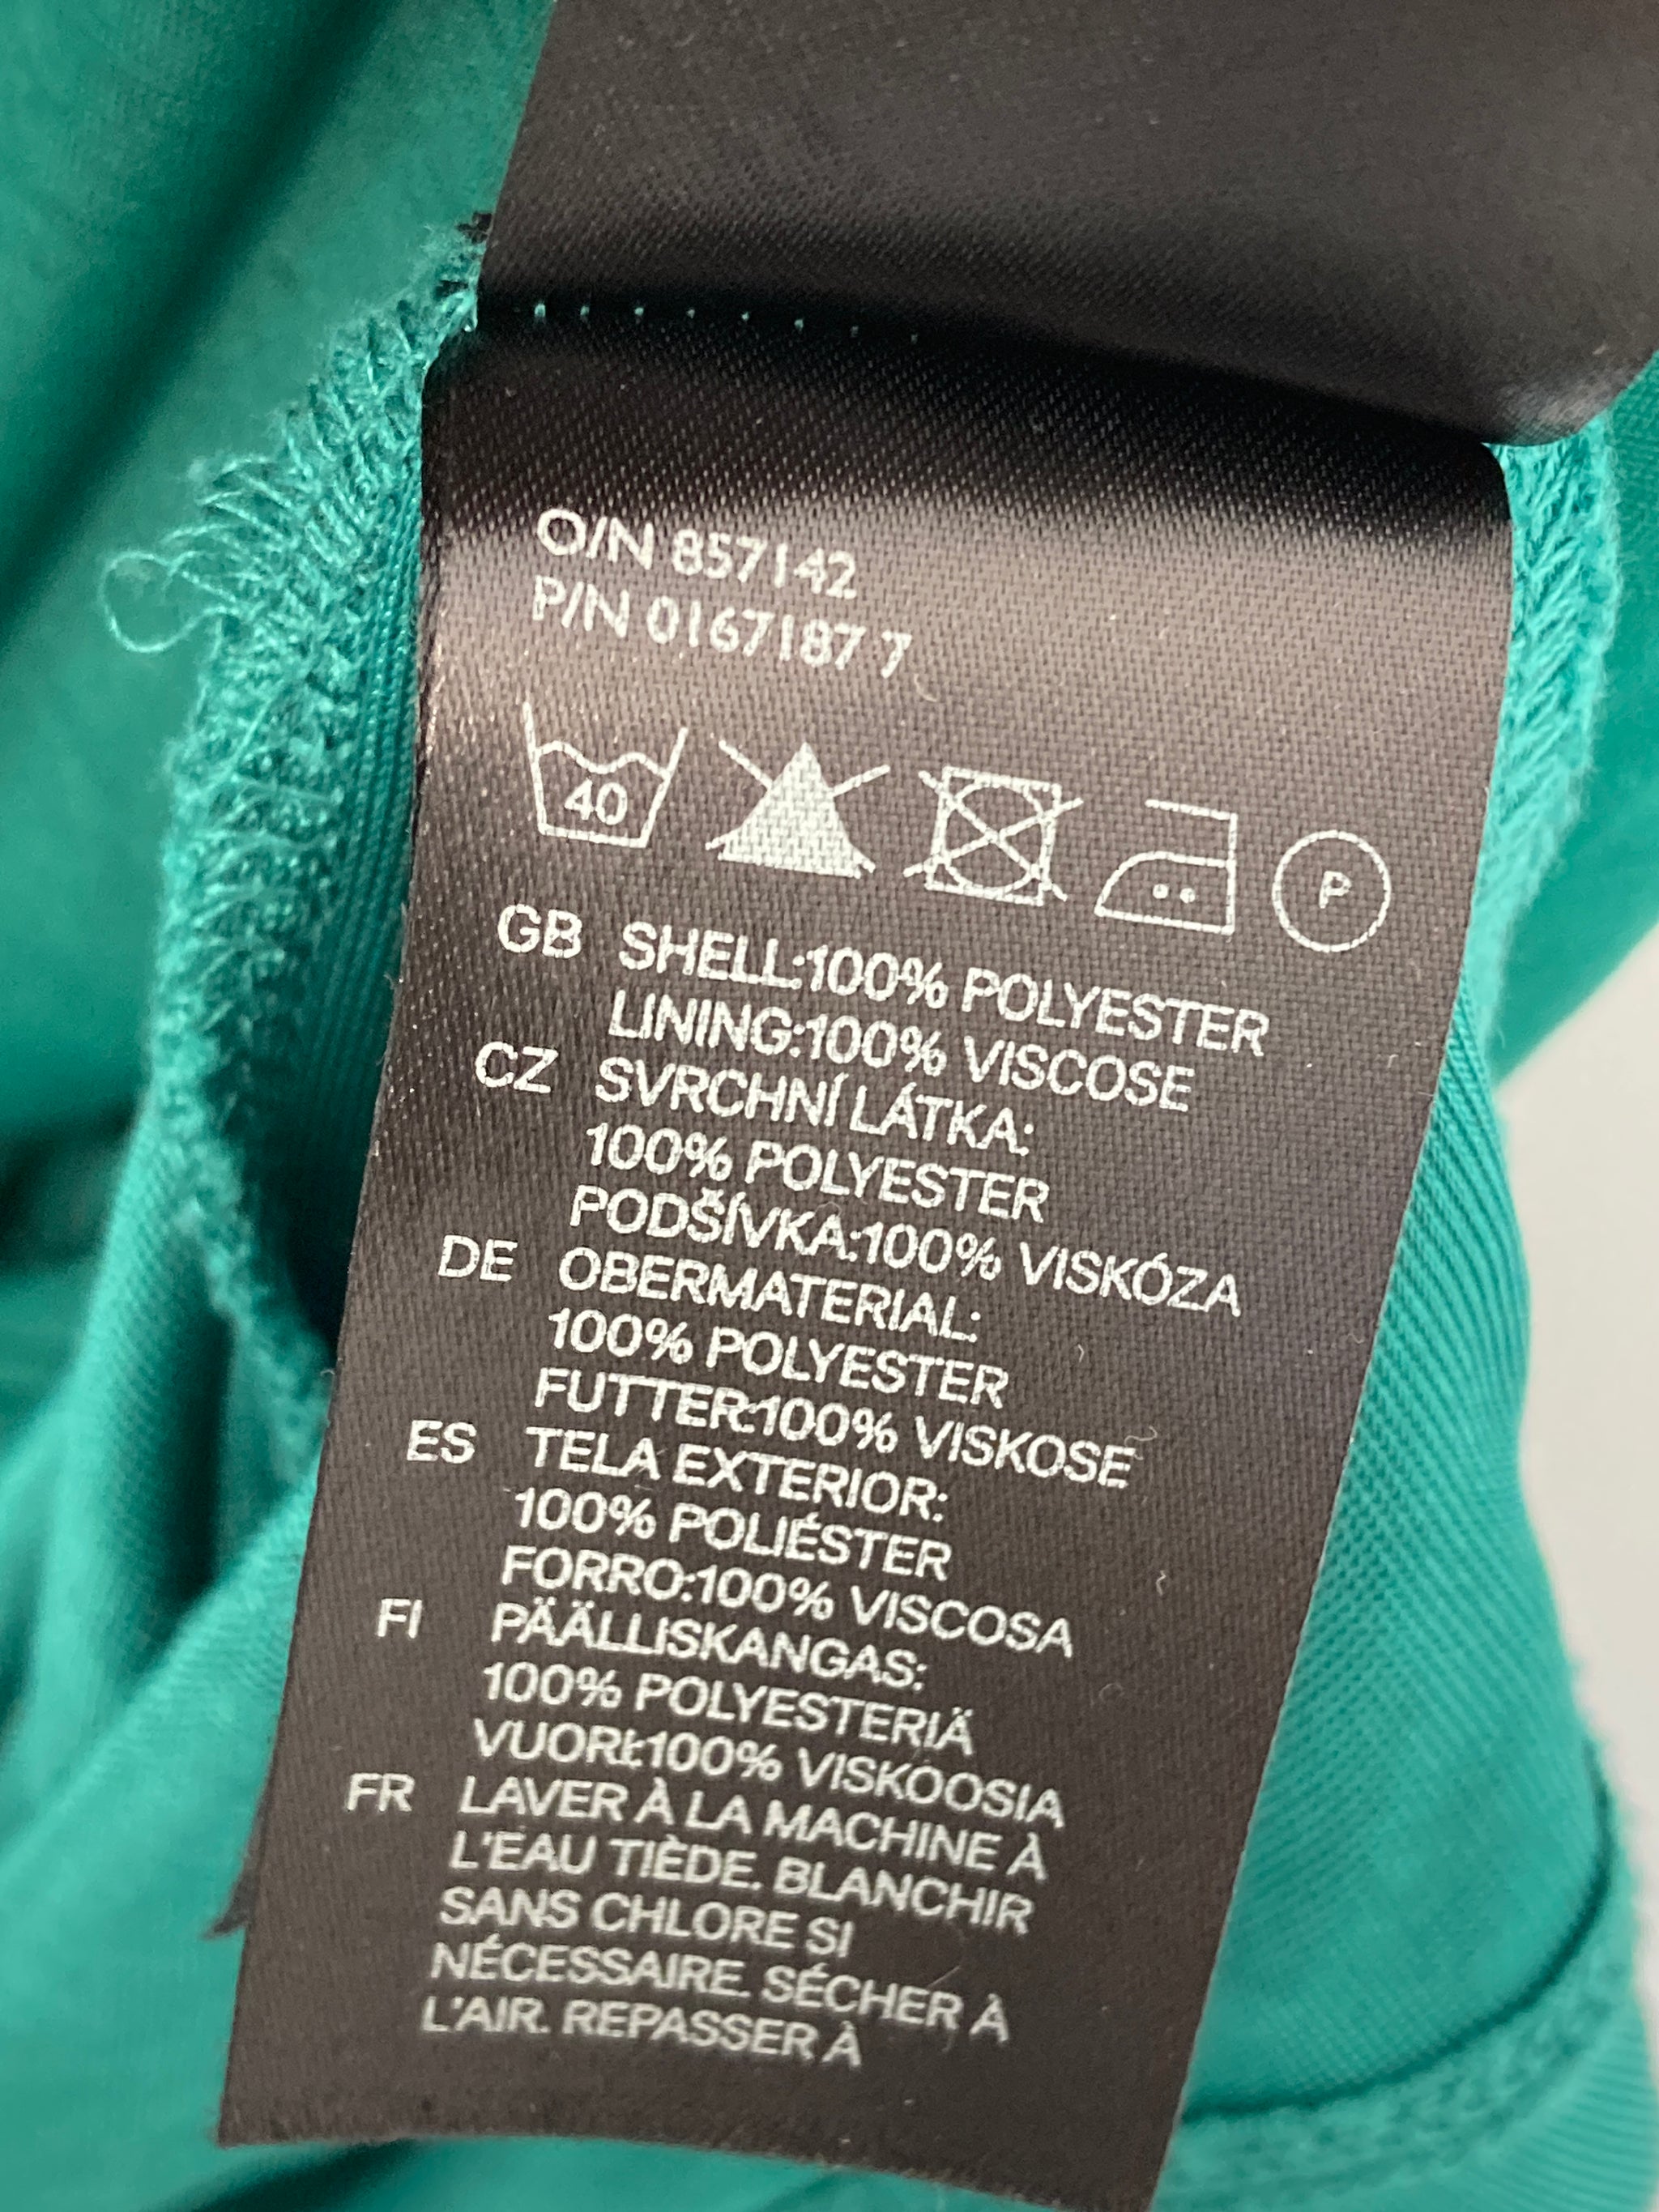 O/N 857142
P/N 0167187 7
40
P
GB SHELL:100% POLYESTER
LINING:100% VISCOSE
CZ SVRCHNÍ LÁTKA:
100% POLYESTER
PODŠÍVKA:100% VISKÓZA
DE OBERMATERIAL:
100% POLYESTER
FUTTER:100% VISKOSE
ES TELA EXTERIOR:
100% POLIÉSTER
FORRO:100% VISCOSA
FI PÄÄLLISKANGAS:
100% POLYESTERIÄ
VUORI:100% VISKOOSIA
FR LAVER À LA MACHINE À
L'EAU TIÈDE. BLANCHIR
SANS CHLORE SI
NÉCESSAIRE. SÉCHER À
L'AIR. REPASSER À